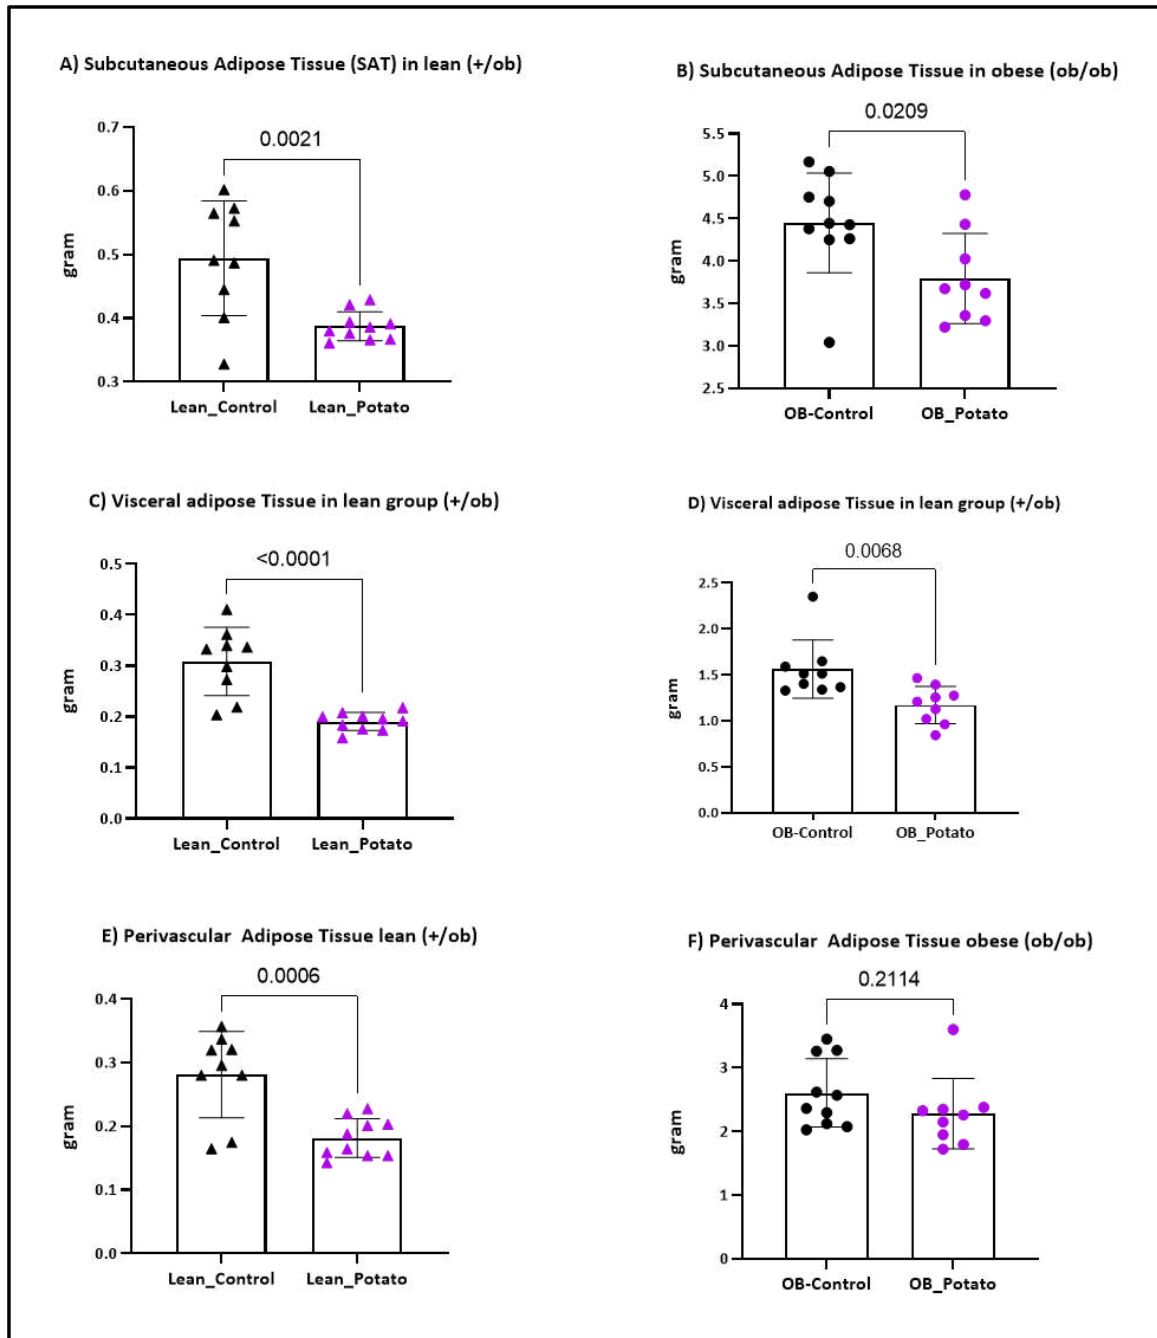 A) Subcutaneous Adipose Tissue (SAT) in lean (+/ob)
0.0021
0.7
0.6
0.5
0.4
0.3
gram
Lean_Control Lean_Potato
B) Subcutaneous Adipose Tissue in obese (ob/ob)
0.0209
5.5
5.0
4.5
4.0
3.5
3.0
2.5
gram
OB-Control OB_Potato
C) Visceral adipose Tissue in lean group (+/ob)
<0.0001
0.5
0.4
0.3
0.2
0.1
0.0
gram
Lean_Control Lean_Potato
D) Visceral adipose Tissue in lean group (+/ob)
0.0068
2.5
2.0
1.5
1.0
0.5
0.0
gram
OB-Control OB_Potato
E) Perivascular Adipose Tissue lean (+/ob)
0.0006
0.4
0.3
0.2
0.1
0.0
gram
Lean_Control Lean_Potato
F) Perivascular Adipose Tissue obese (ob/ob)
0.2114
4
3
2
1
0
gram
OB-Control OB_Potato